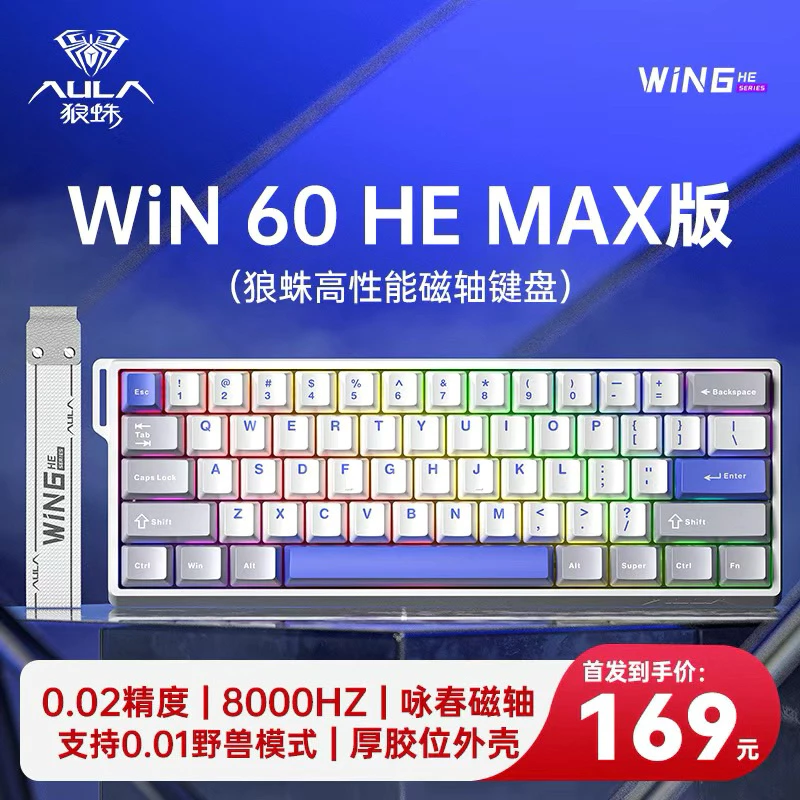 AULA
狼蛛
WiNG HE
SERIES
WiN 60 HE MAX版
（狼蛛高性能磁轴键盘）
AULA
WiNG HE
SERIES
AULA
Esc ! 1 @ 2 # 3 $ 4 % 5 ^ 6 & 7 * 8 ( 9 ) 0 — - + = ← Backspace
Tab Q W E R T Y U I O P { [ } ] | \
Caps Lock A S D F G H J K L : ; " ' Enter
Shift Z X C V B N M < , > . ? / Shift
Ctrl Win Alt Alt Super Ctrl Fn
0.02精度 | 8000HZ | 咏春磁轴
支持0.01野兽模式 | 厚胶位外壳
首发到手价：
169元